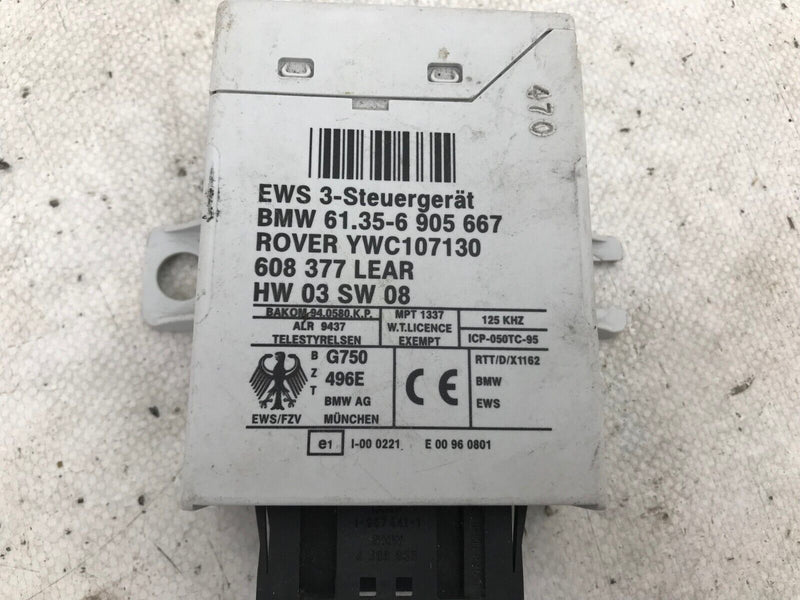 470
EWS 3-Steuergerät
BMW 61.35-6 905 667
ROVER YWC107130
608 377 LEAR
HW 03 SW 08
BAKOM.94.0580.K.P.
ALR 9437
TELESTYRELSEN
MPT 1337
W.T.LICENCE
EXEMPT
125 KHZ
ICP-050TC-95
EWS/FZV
B
Z
T
G750
496E
BMW AG
MÜNCHEN
CE
RTT/D/X1162
BMW
EWS
e1 I-00 0221 E 00 96 0801